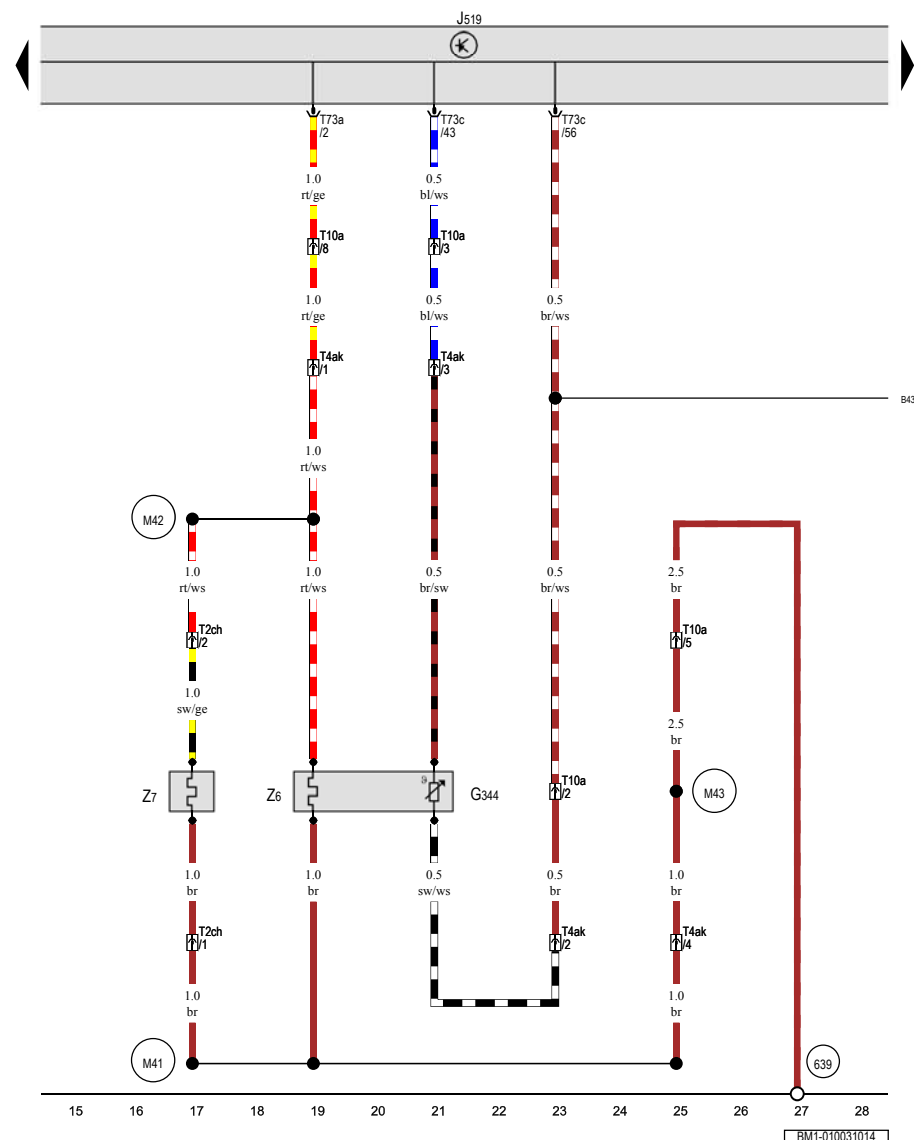 J519
T73a
/2
T73c
/43
T73c
/56
1.0
rt/ge
0.5
bl/ws
T10a
/8
T10a
/3
1.0
rt/ge
0.5
bl/ws
0.5
br/ws
T4ak
/1
T4ak
/3
B43
1.0
rt/ws
M42
1.0
rt/ws
1.0
rt/ws
0.5
br/sw
0.5
br/ws
2.5
br
T2ch
/2
T10a
/5
1.0
sw/ge
2.5
br
Z7
Z6
G344
T10a
/2
M43
1.0
br
1.0
br
0.5
sw/ws
0.5
br
1.0
br
T2ch
/1
T4ak
/2
T4ak
/4
1.0
br
1.0
br
M41
639
15 16 17 18 19 20 21 22 23 24 25 26 27 28
BM1-010031014